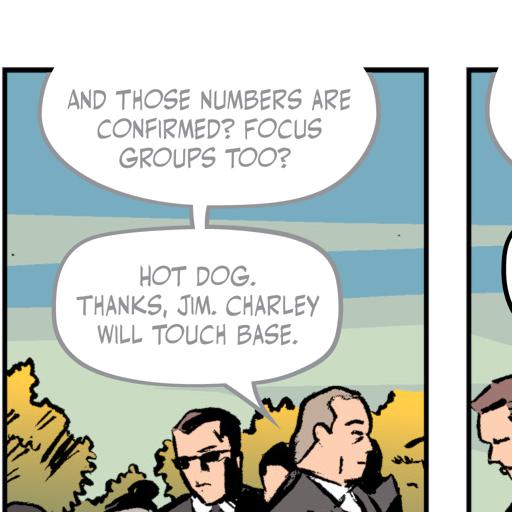 AND THOSE NUMBERS ARE
CONFIRMED? FOCUS
GROUPS TOO?
HOT DOG.
THANKS, JIM. CHARLEY
WILL TOUCH BASE.